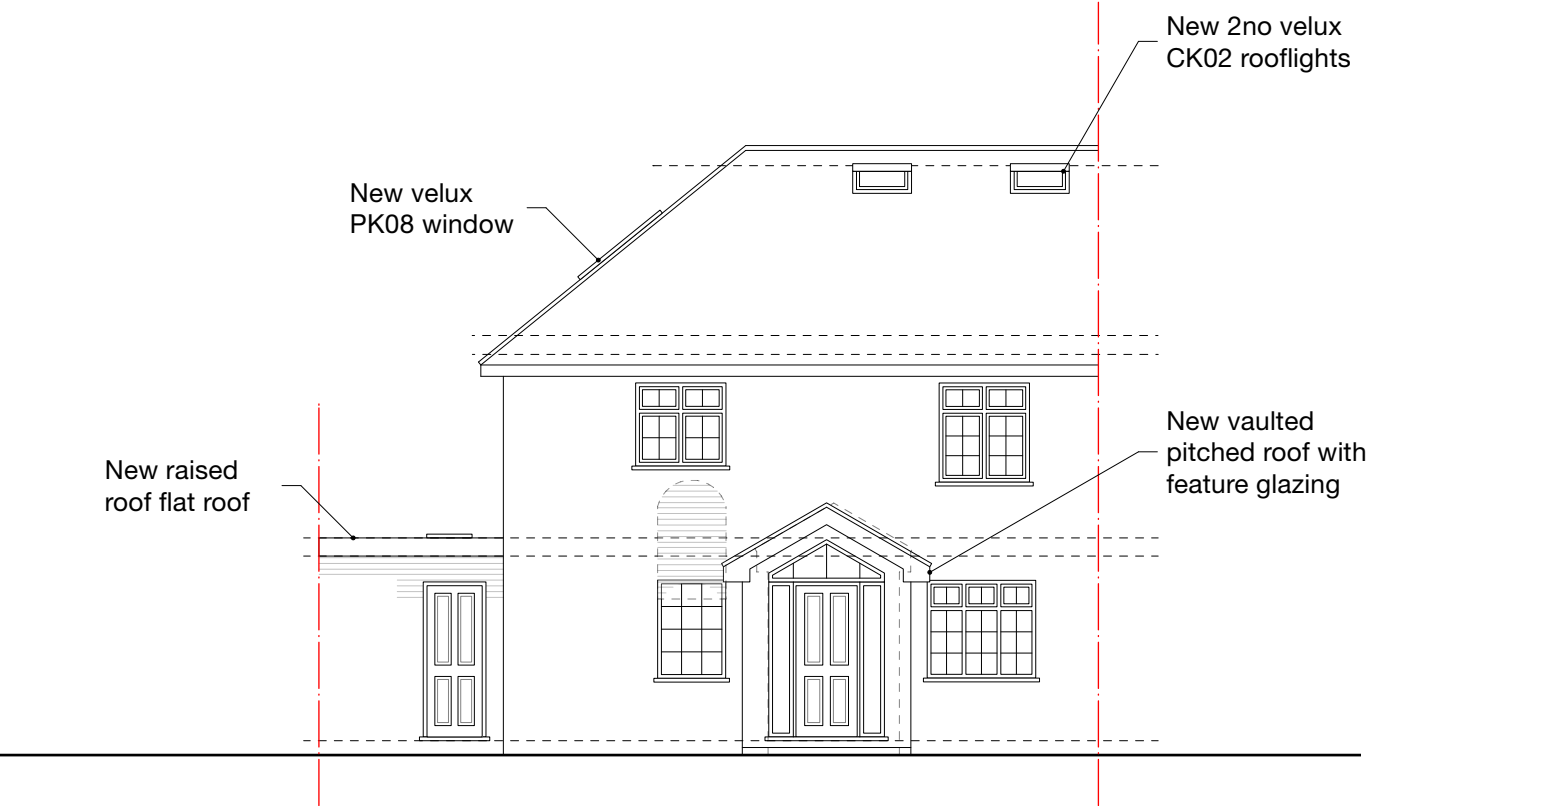 New 2no velux
CK02 rooflights
New velux
PK08 window
New vaulted
pitched roof with
feature glazing
New raised
roof flat roof